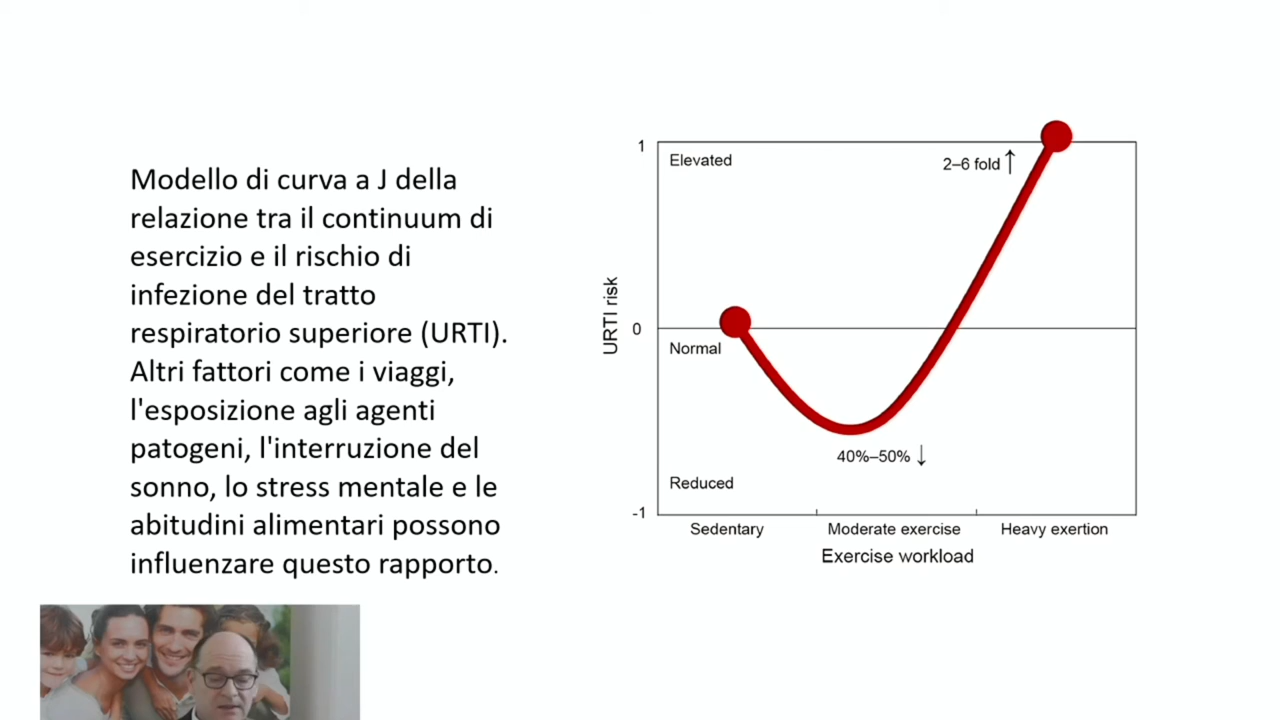 Modello di curva a J della
relazione tra il continuum di
esercizio e il rischio di
infezione del tratto
respiratorio superiore (URTI).
Altri fattori come i viaggi,
l'esposizione agli agenti
patogeni, l'interruzione del
sonno, lo stress mentale e le
abitudini alimentari possono
influenzare questo rapporto.
1
Elevated
2–6 fold ↑
URTI risk
0
Normal
40%–50% ↓
Reduced
-1
Sedentary
Moderate exercise
Heavy exertion
Exercise workload